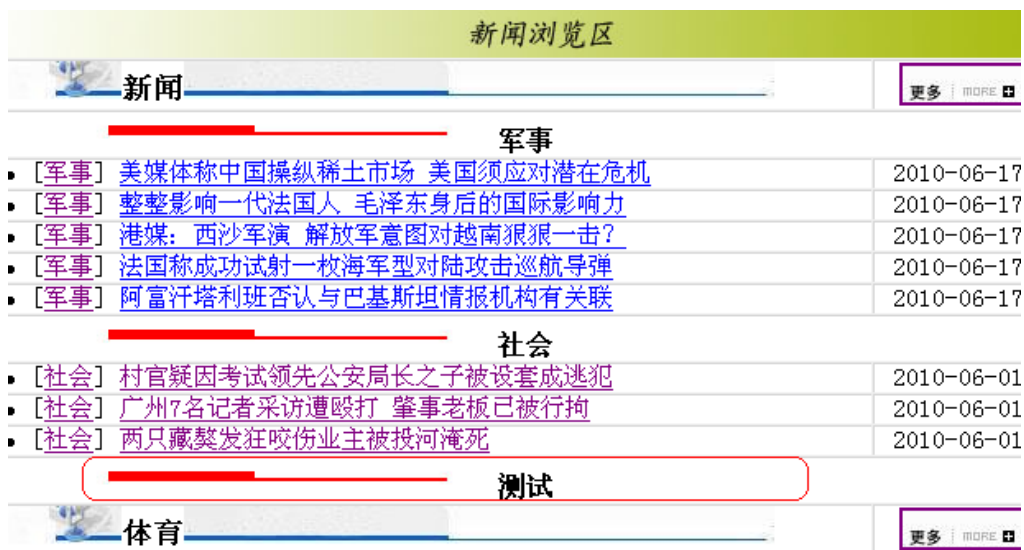 新闻浏览区
新闻 更多 MORE
军事
[军事] 美媒体称中国操纵稀土市场 美国须应对潜在危机 2010-06-17
[军事] 整整影响一代法国人 毛泽东身后的国际影响力 2010-06-17
[军事] 港媒：西沙军演 解放军意图对越南狠狠一击? 2010-06-17
[军事] 法国称成功试射一枚海军型对陆攻击巡航导弹 2010-06-17
[军事] 阿富汗塔利班否认与巴基斯坦情报机构有关联 2010-06-17
社会
[社会] 村官疑因考试领先公安局长之子被设套成逃犯 2010-06-01
[社会] 广州7名记者采访遭殴打 肇事老板已被行拘 2010-06-01
[社会] 两只藏獒发狂咬伤业主被投河淹死 2010-06-01
测试
体育 更多 MORE